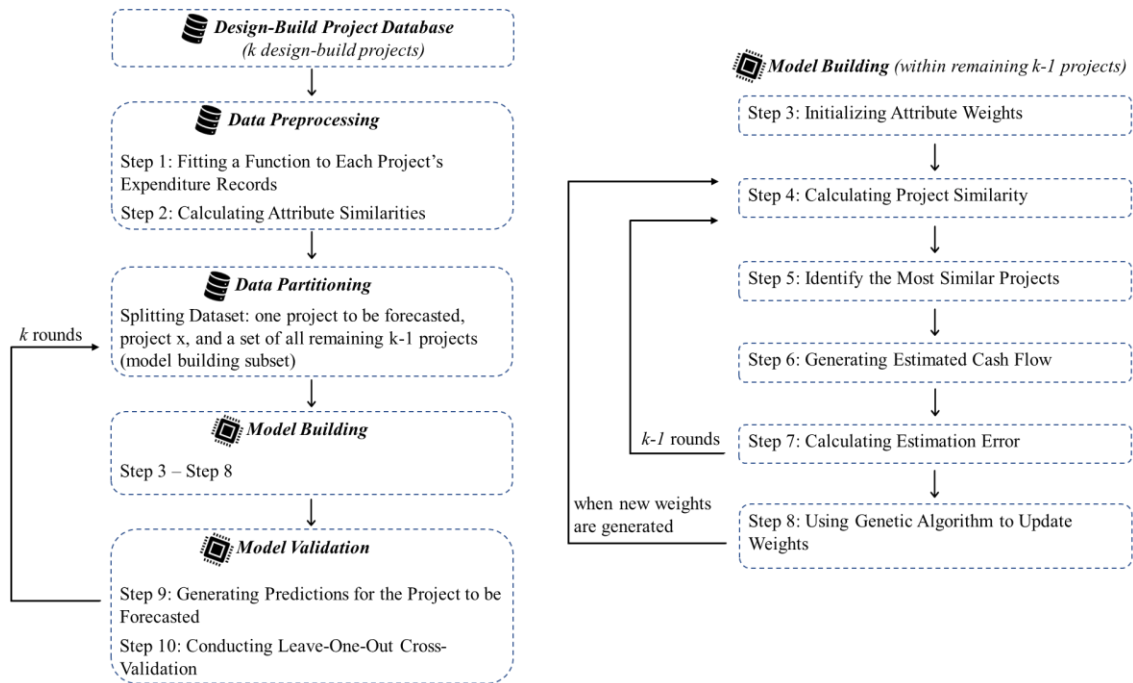 Design-Build Project Database
(k design-build projects)
Data Preprocessing
Step 1: Fitting a Function to Each Project’s
Expenditure Records
Step 2: Calculating Attribute Similarities
Data Partitioning
Splitting Dataset: one project to be forecasted,
project x, and a set of all remaining k-1 projects
(model building subset)
k rounds
Model Building
Step 3 – Step 8
Model Validation
Step 9: Generating Predictions for the Project to be
Forecasted
Step 10: Conducting Leave-One-Out Cross-
Validation
Model Building (within remaining k-1 projects)
Step 3: Initializing Attribute Weights
Step 4: Calculating Project Similarity
Step 5: Identify the Most Similar Projects
Step 6: Generating Estimated Cash Flow
Step 7: Calculating Estimation Error
k-1 rounds
Step 8: Using Genetic Algorithm to Update
Weights
when new weights
are generated